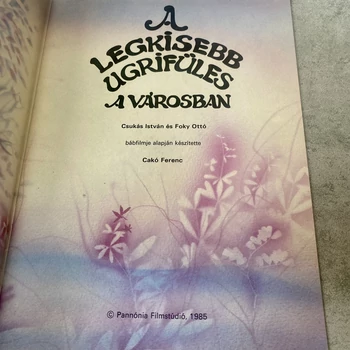 A
LEGKISEBB
UGRIFÜLES
A VÁROSBAN
Csukás István és Foky Ottó
bábfilmje alapján készítette
Cakó Ferenc
© Pannónia Filmstúdió, 1985